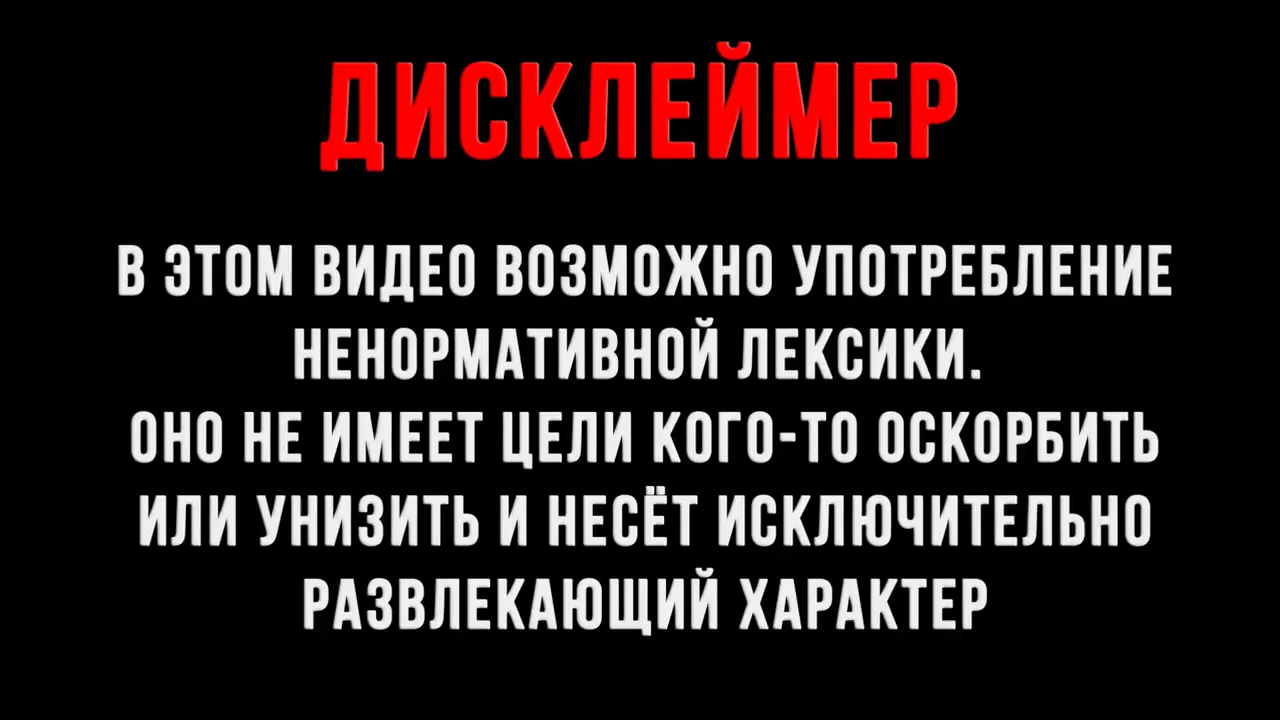 ДИСКЛЕЙМЕР
В ЭТОМ ВИДЕО ВОЗМОЖНО УПОТРЕБЛЕНИЕ
НЕНОРМАТИВНОЙ ЛЕКСИКИ.
ОНО НЕ ИМЕЕТ ЦЕЛИ КОГО-ТО ОСКОРБИТЬ
ИЛИ УНИЗИТЬ И НЕСЁТ ИСКЛЮЧИТЕЛЬНО
РАЗВЛЕКАЮЩИЙ ХАРАКТЕР